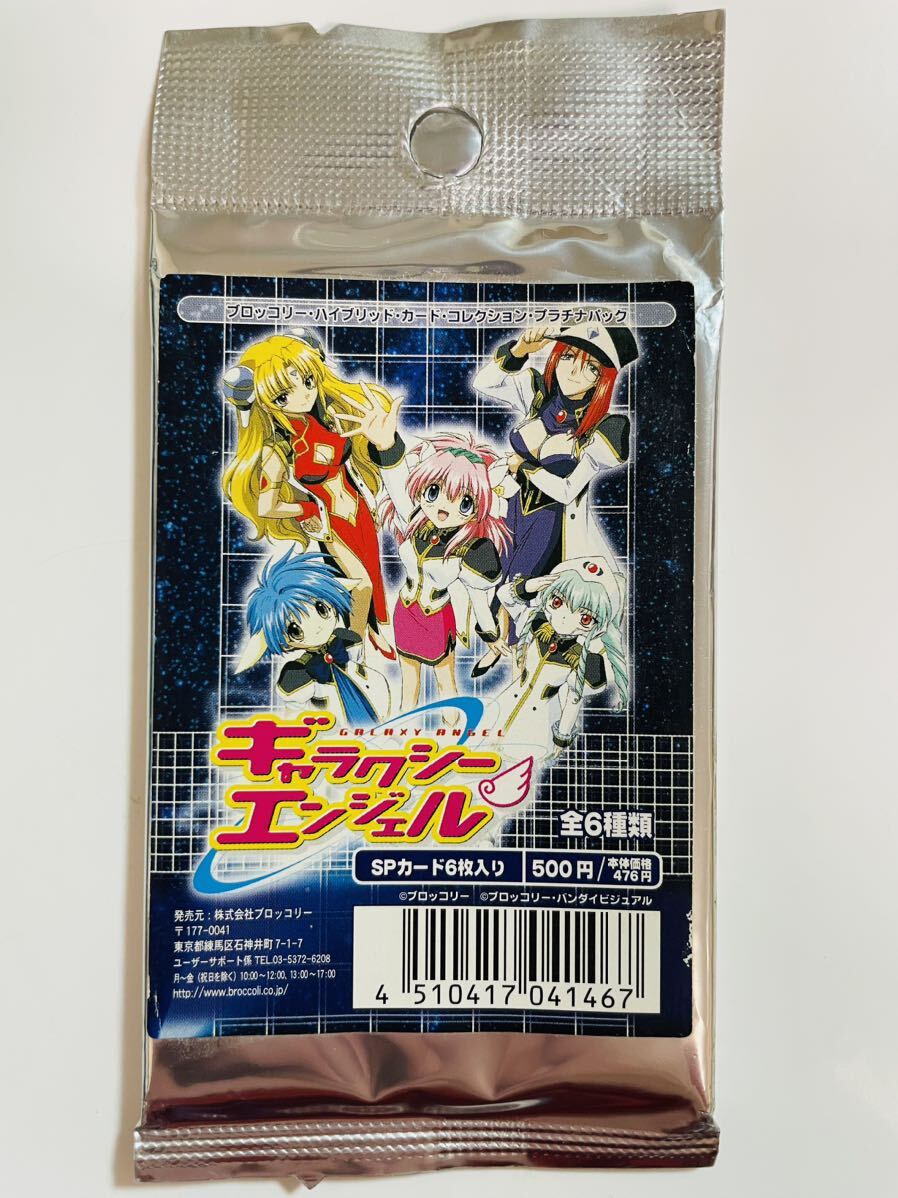 ブロッコリー・ハイブリッド・カード・コレクション・プラチナパック
GALAXY ANGEL
ギャラクシー
エンジェル
全6種類
SPカード6枚入り 500円/本体価格476円
©ブロッコリー ©ブロッコリー・バンダイビジュアル
発売元:株式会社ブロッコリー
〒177-0041
東京都練馬区石神井町7-1-7
ユーザーサポート係 TEL.03-5372-6208
月〜金(祝日を除く)10:00〜12:00、13:00〜17:00
http://www.broccoli.co.jp/
4 510417 041467